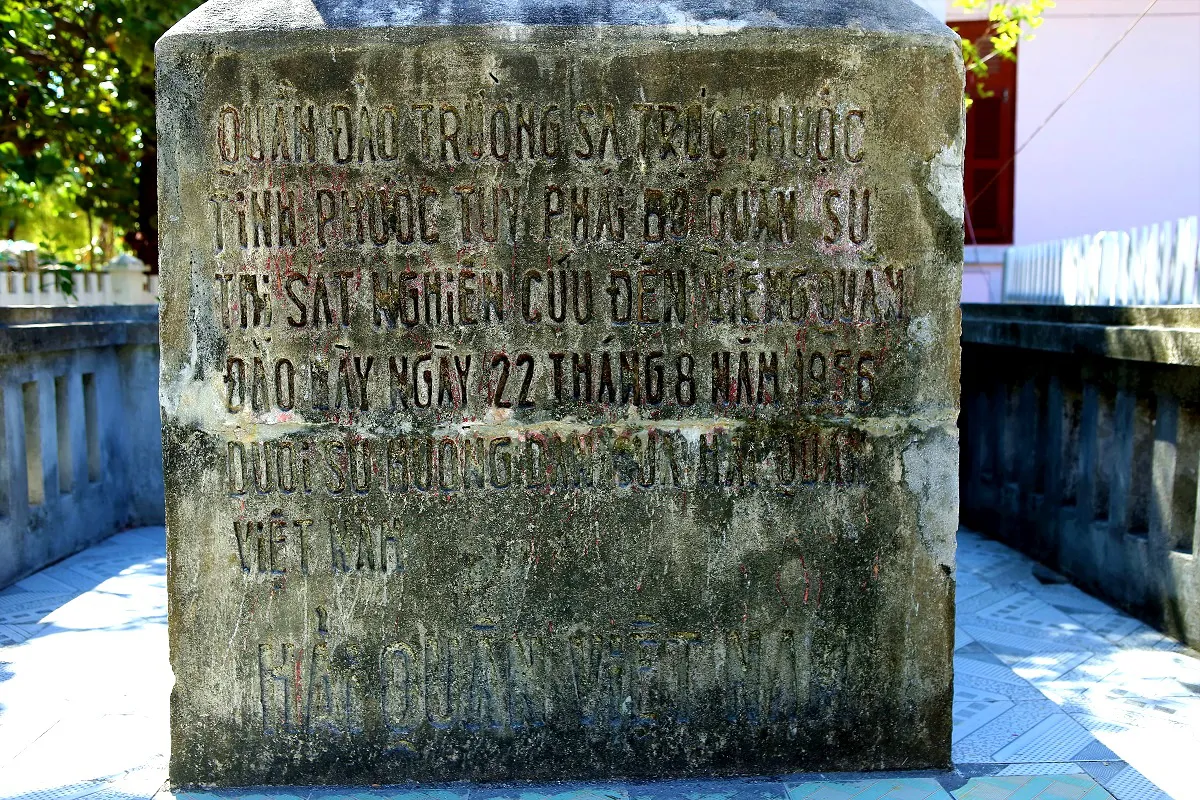 QUẦN ĐẢO TRƯỜNG SA TRỰC THUỘC
TỈNH PHƯỚC TUY PHÁI BỘ QUÂN SỰ
THỊ SÁT NGHIÊN CỨU ĐẾN VIẾNG QUẦN
ĐẢO NẦY NGÀY 22 THÁNG 8 NĂM 1956
DƯỚI SỰ HƯỚNG DẪN CỦA HẢI QUÂN
VIỆT NAM
HẢI QUÂN VIỆT NAM